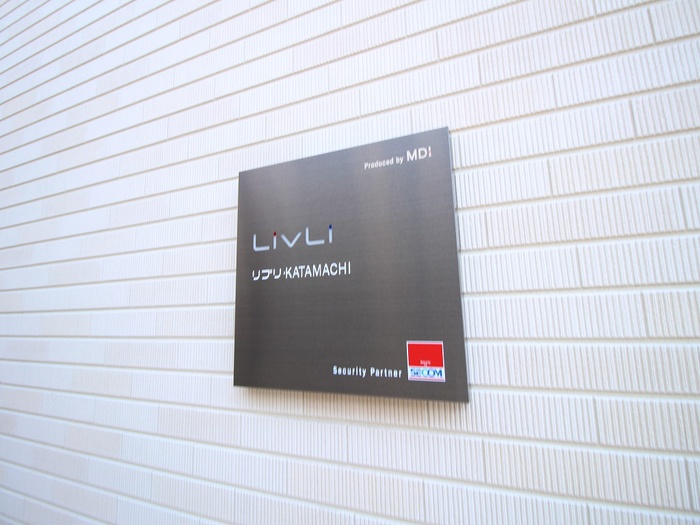 Produced by MDI
LivLi
リブリ・KATAMACHI
Security Partner
SECOM